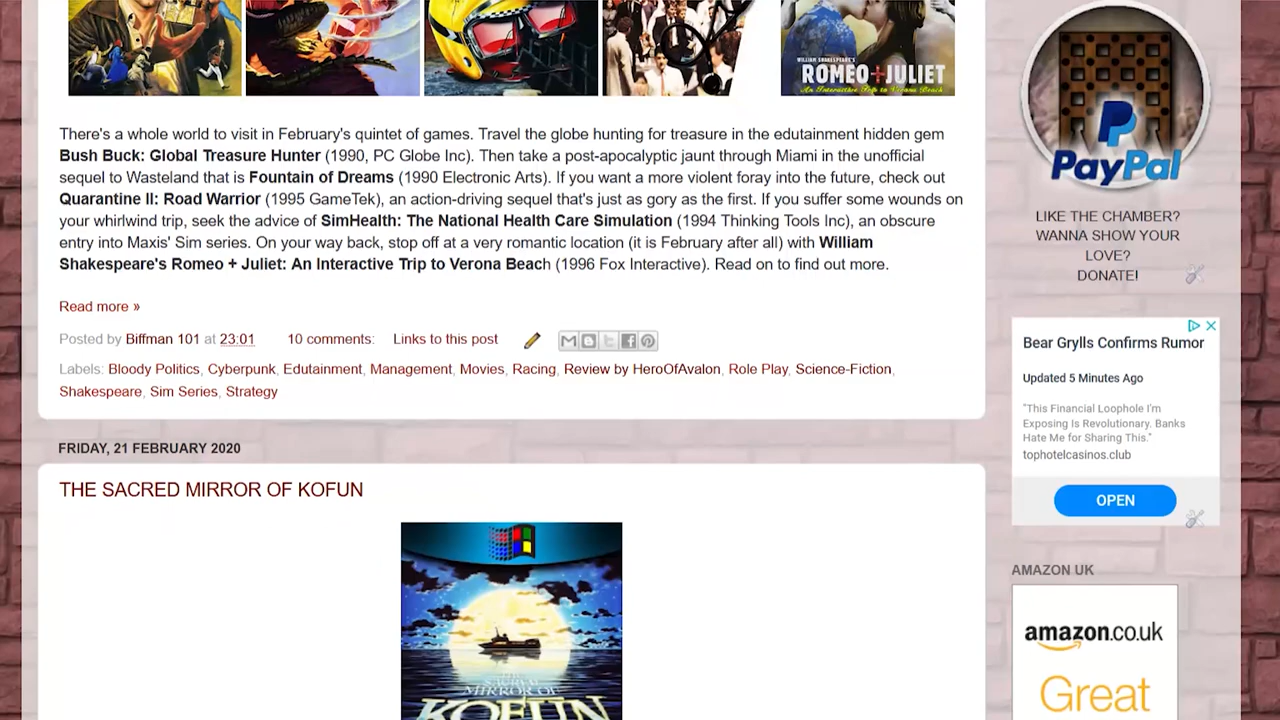 WILLIAM SHAKESPEARE'S
ROMEO+JULIET
An Interactive Trip to Verona Beach
There's a whole world to visit in February's quintet of games. Travel the globe hunting for treasure in the edutainment hidden gem
Bush Buck: Global Treasure Hunter (1990, PC Globe Inc). Then take a post-apocalyptic jaunt through Miami in the unofficial
sequel to Wasteland that is Fountain of Dreams (1990 Electronic Arts). If you want a more violent foray into the future, check out
Quarantine II: Road Warrior (1995 GameTek), an action-driving sequel that's just as gory as the first. If you suffer some wounds on
your whirlwind trip, seek the advice of SimHealth: The National Health Care Simulation (1994 Thinking Tools Inc), an obscure
entry into Maxis' Sim series. On your way back, stop off at a very romantic location (it is February after all) with William
Shakespeare's Romeo + Juliet: An Interactive Trip to Verona Beach (1996 Fox Interactive). Read on to find out more.
Read more »
Posted by Biffman 101 at 23:01 10 comments: Links to this post
Labels: Bloody Politics, Cyberpunk, Edutainment, Management, Movies, Racing, Review by HeroOfAvalon, Role Play, Science-Fiction,
Shakespeare, Sim Series, Strategy
FRIDAY, 21 FEBRUARY 2020
THE SACRED MIRROR OF KOFUN
THE SACRED
MIRROR OF
KOFUN
PayPal
LIKE THE CHAMBER?
WANNA SHOW YOUR
LOVE?
DONATE!
Bear Grylls Confirms Rumor
Updated 5 Minutes Ago
"This Financial Loophole I'm
Exposing Is Revolutionary. Banks
Hate Me for Sharing This."
tophotelcasinos.club
OPEN
AMAZON UK
amazon.co.uk
Great